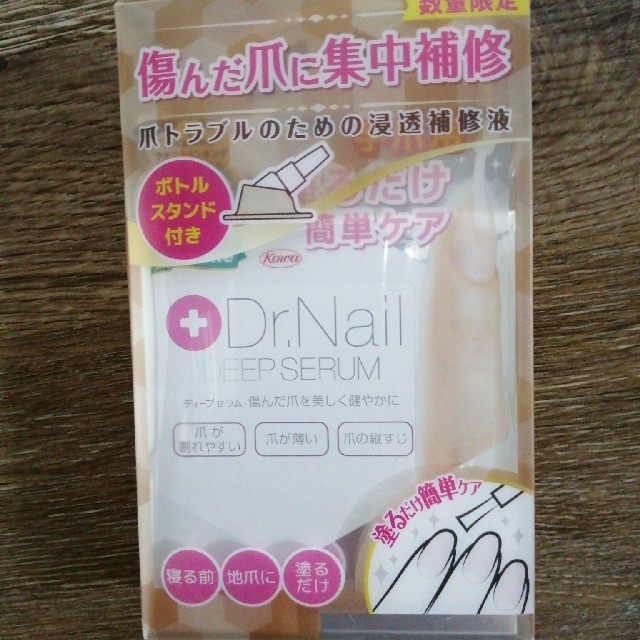 数量限定
傷んだ爪に集中補修
爪トラブルのための浸透補修液
ボトル
スタンド
付き
塗るだけ
簡単ケア
Kowa
Dr.Nail
DEEP SERUM
ディープセラム 傷んだ爪を美しく健やかに
爪が
割れやすい
爪が薄い
爪の縦すじ
塗るだけ簡単ケア
寝る前
地爪に
塗る
だけ